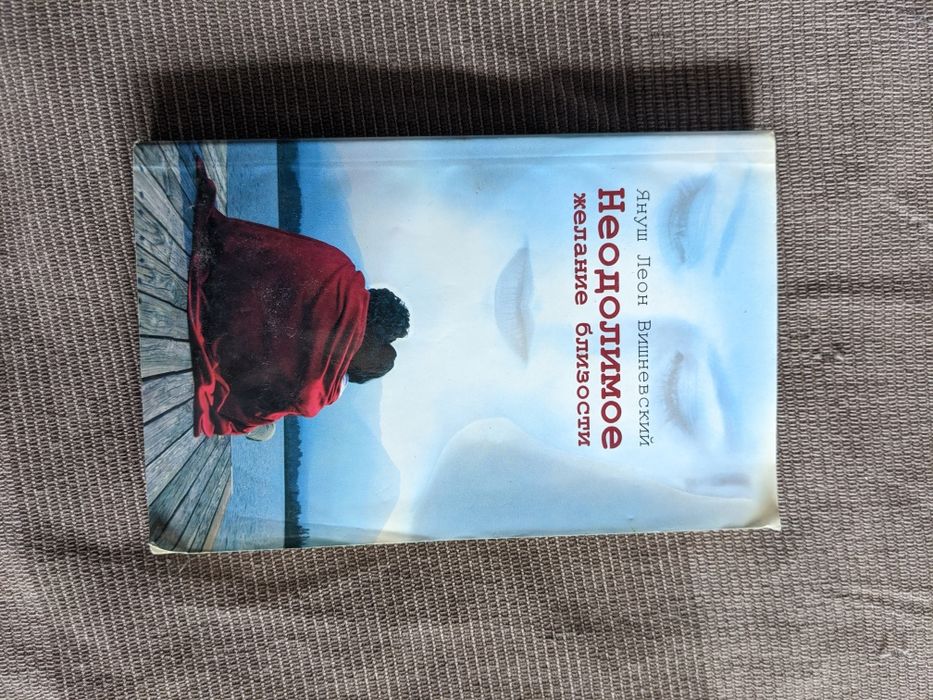 Януш Леон Вишневский
Неодолимое
желание близости